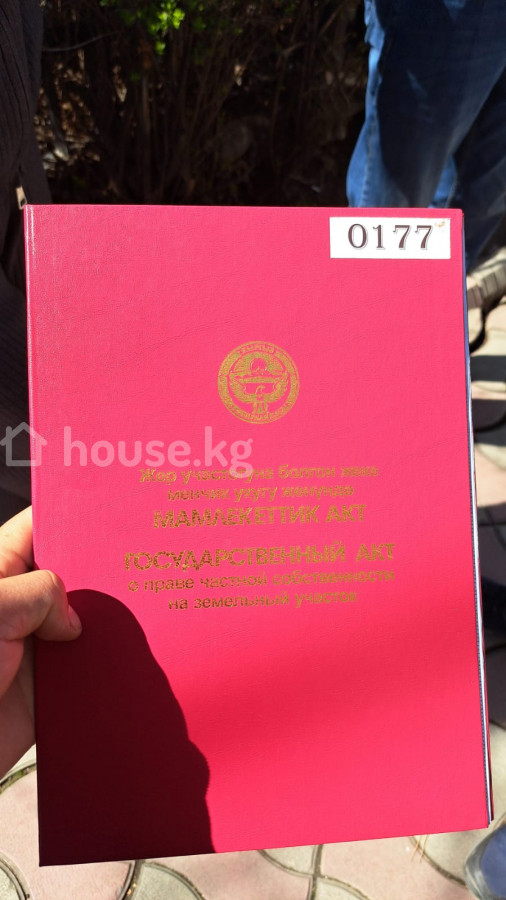 0177
house.kg
Жер участогуна болгон жеке
менчик укугу жөнүндө
МАМЛЕКЕТТИК АКТ
ГОСУДАРСТВЕННЫЙ АКТ
о праве частной собственности
на земельный участок